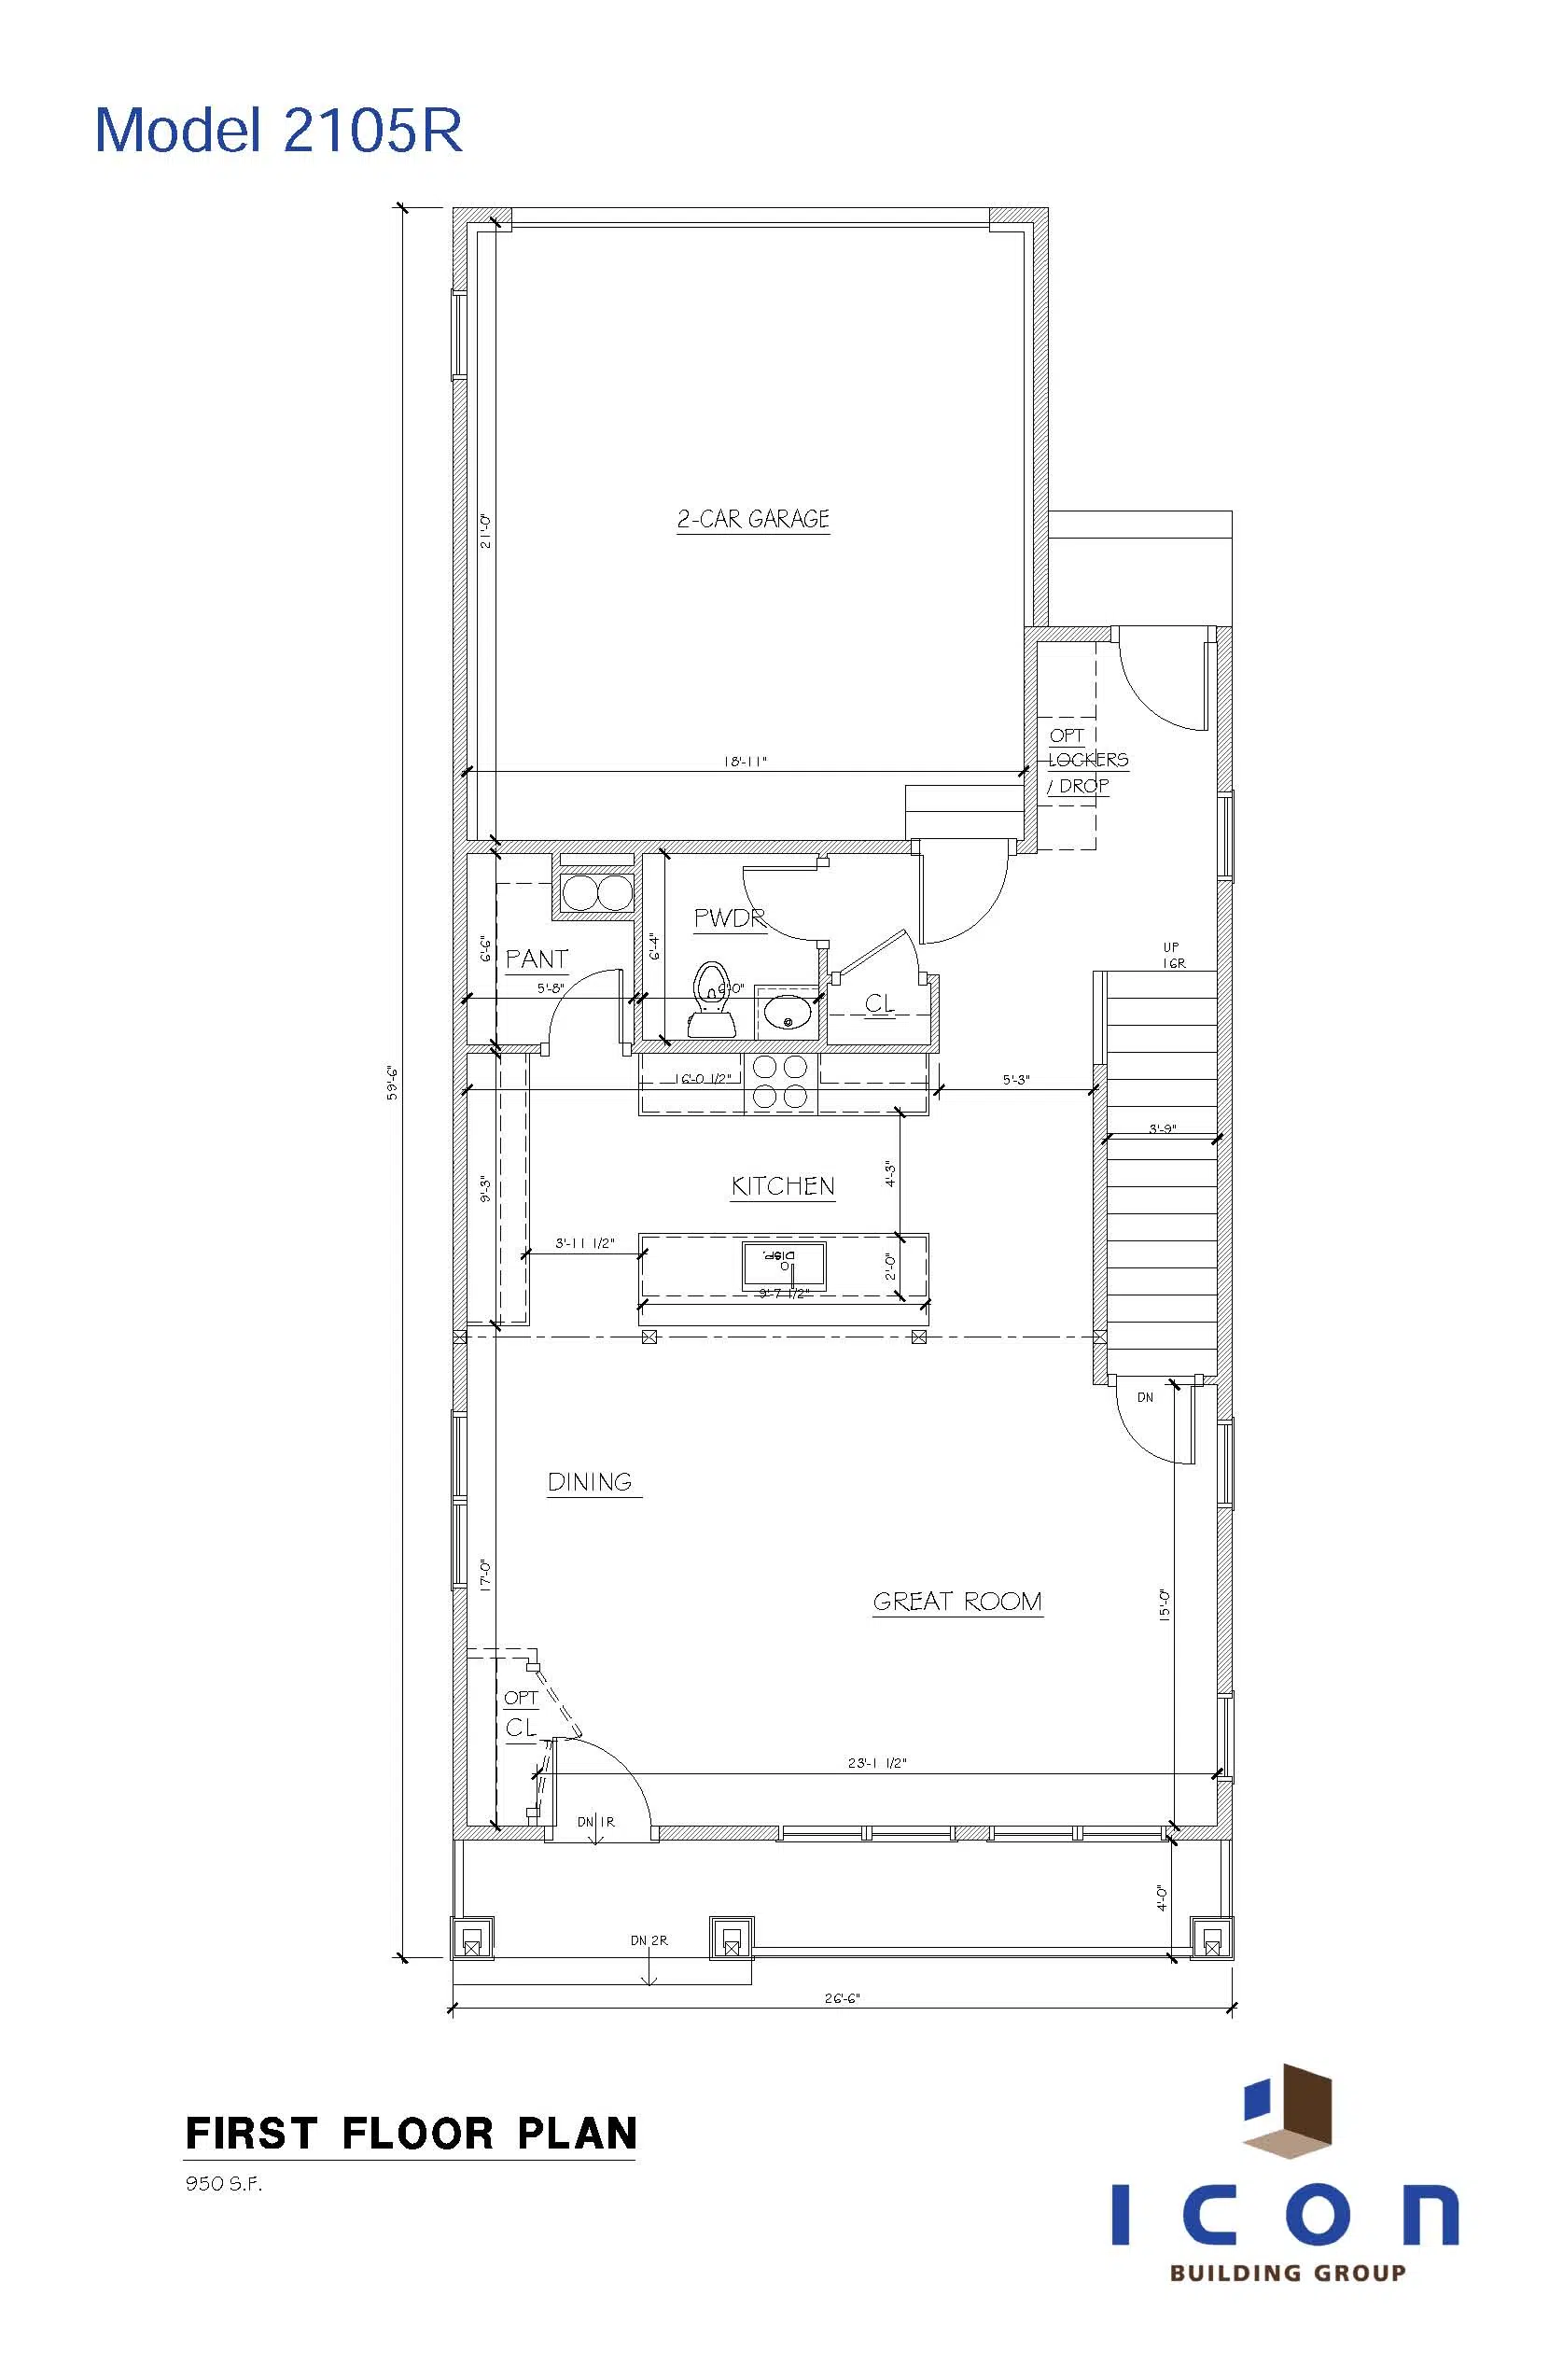 Model 2105R
21'-0"
2-CAR GARAGE
18'-11"
OPT
LOCKERS
/ DROP
PWDR
6'-6"
PANT
6'-4"
5'-8"
6'-0"
CL
UP
16R
59'-6"
16'-0 1/2"
5'-3"
3'-9"
9'-3"
KITCHEN
4'-3"
3'-11 1/2"
DISP.
2'-0"
9'-7 1/2"
DN
DINING
17'-0"
GREAT ROOM
15'-0"
OPT
CL
23'-1 1/2"
DN 1R
4'-0"
DN 2R
26'-6"
FIRST FLOOR PLAN
950 S.F.
ICON
BUILDING GROUP